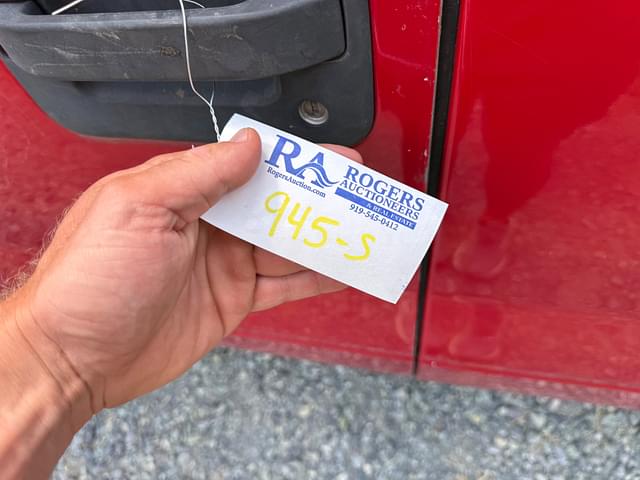 RA
RogersAuction.com
ROGERS
AUCTIONEERS
& REAL ESTATE
919-545-0412
945-S